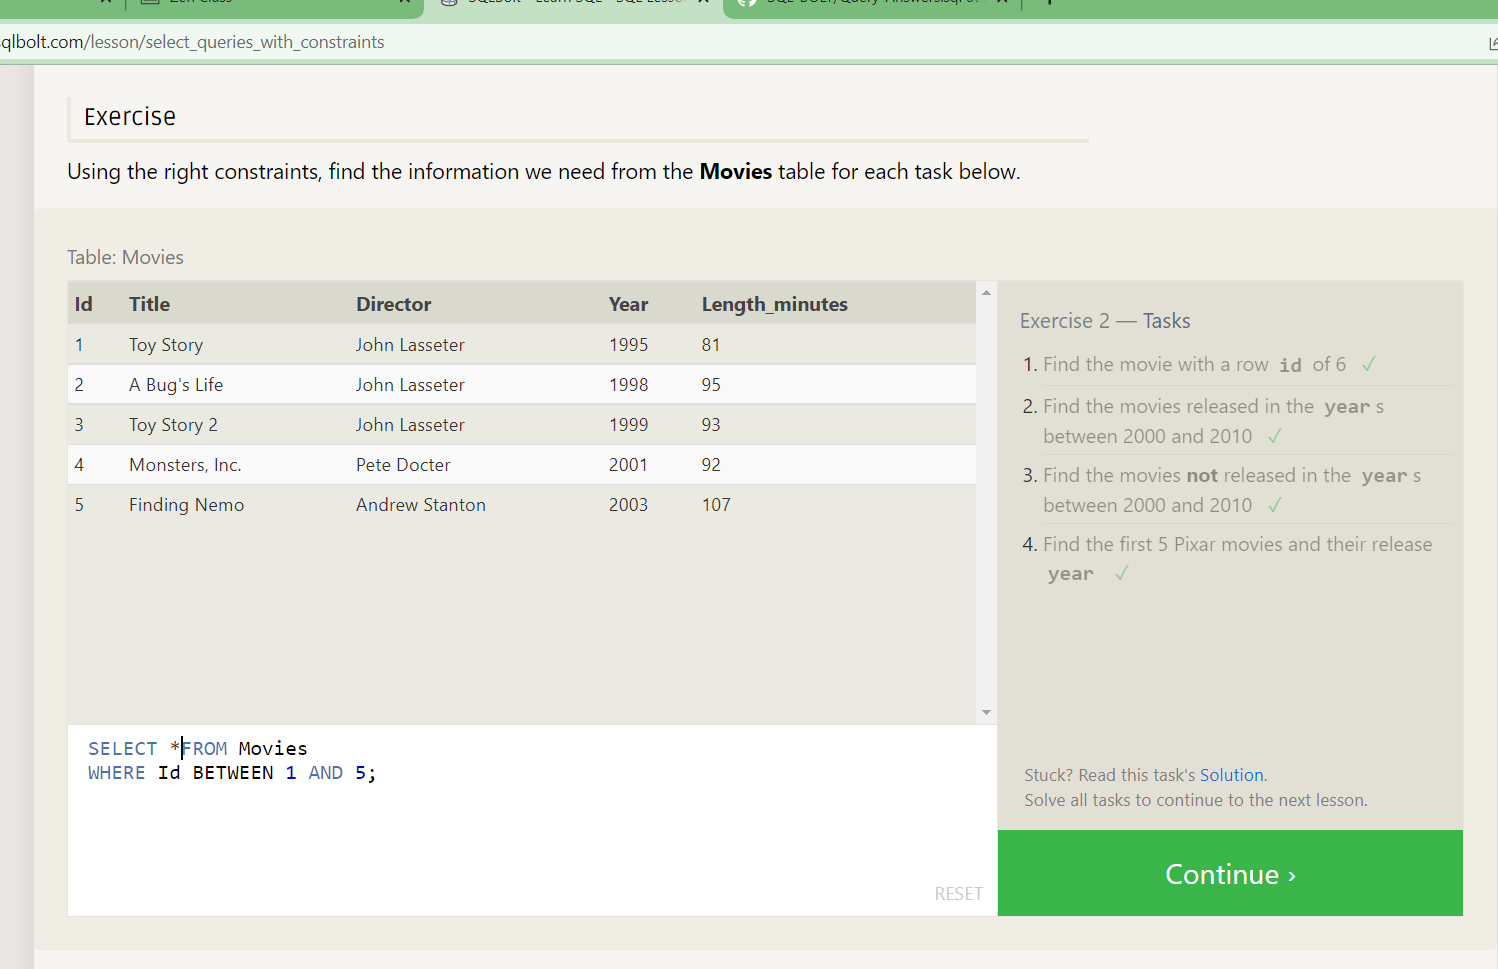 sqlbolt.com/lesson/select_queries_with_constraints
Exercise
Using the right constraints, find the information we need from the Movies table for each task below.
Table: Movies
Id Title Director Year Length_minutes
1 Toy Story John Lasseter 1995 81
2 A Bug's Life John Lasseter 1998 95
3 Toy Story 2 John Lasseter 1999 93
4 Monsters, Inc. Pete Docter 2001 92
5 Finding Nemo Andrew Stanton 2003 107
Exercise 2 — Tasks
1. Find the movie with a row id of 6 ✓
2. Find the movies released in the year s
between 2000 and 2010 ✓
3. Find the movies not released in the year s
between 2000 and 2010 ✓
4. Find the first 5 Pixar movies and their release
year ✓
SELECT *FROM Movies
WHERE Id BETWEEN 1 AND 5;
RESET
Stuck? Read this task's Solution.
Solve all tasks to continue to the next lesson.
Continue ›